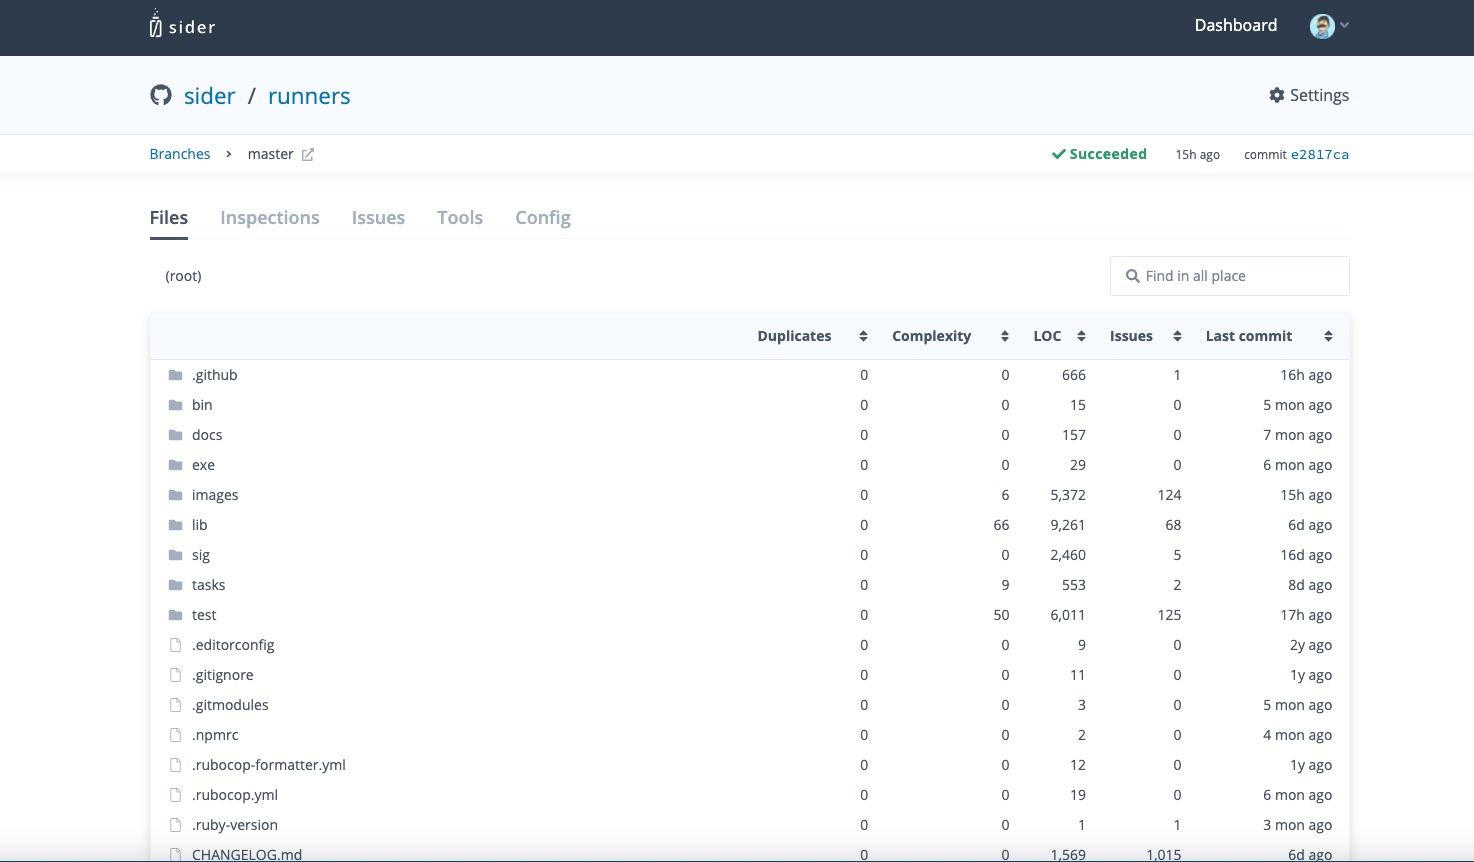 sider Dashboard
sider / runners Settings
Branches > master Succeeded 15h ago commit e2817ca
Files Inspections Issues Tools Config
(root) Find in all place
Duplicates Complexity LOC Issues Last commit
.github 0 0 666 1 16h ago
bin 0 0 15 0 5 mon ago
docs 0 0 157 0 7 mon ago
exe 0 0 29 0 6 mon ago
images 0 6 5,372 124 15h ago
lib 0 66 9,261 68 6d ago
sig 0 0 2,460 5 16d ago
tasks 0 9 553 2 8d ago
test 0 50 6,011 125 17h ago
.editorconfig 0 0 9 0 2y ago
.gitignore 0 0 11 0 1y ago
.gitmodules 0 0 3 0 5 mon ago
.npmrc 0 0 2 0 4 mon ago
.rubocop-formatter.yml 0 0 12 0 1y ago
.rubocop.yml 0 0 19 0 6 mon ago
.ruby-version 0 0 1 1 3 mon ago
CHANGELOG.md 0 0 1,569 1,015 6d ago